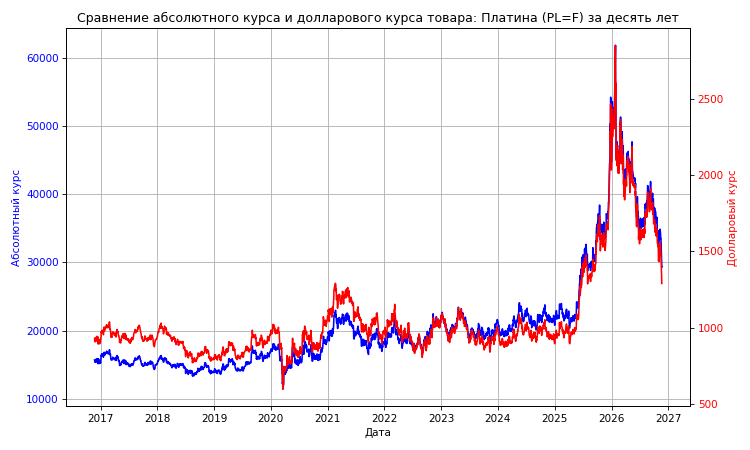 Сравнение абсолютного курса и долларового курса товара: Платина (PL=F) за десять лет
60000
50000
40000
30000
20000
10000
Абсолютный курс
2500
2000
1500
1000
500
Долларовый курс
2017 2018 2019 2020 2021 2022 2023 2024 2025 2026 2027
Дата